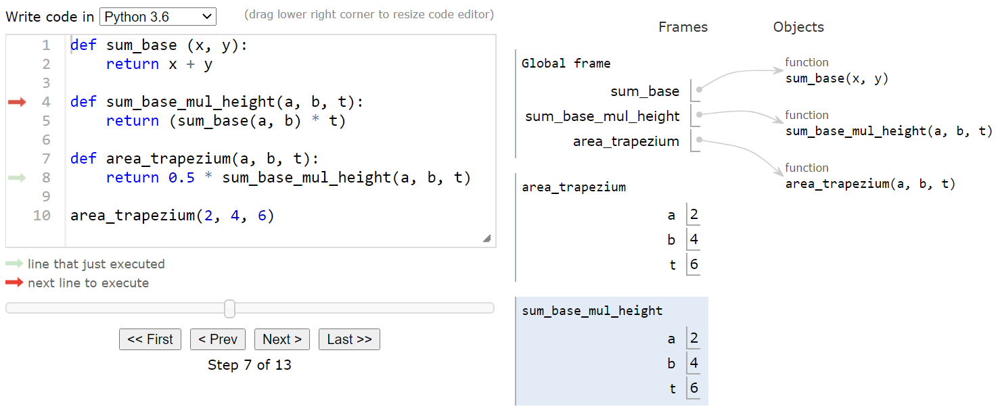 Write code in Python 3.6 (drag lower right corner to resize code editor)
1 def sum_base (x, y):
2     return x + y
3
4 def sum_base_mul_height(a, b, t):
5     return (sum_base(a, b) * t)
6
7 def area_trapezium(a, b, t):
8     return 0.5 * sum_base_mul_height(a, b, t)
9
10 area_trapezium(2, 4, 6)
line that just executed
next line to execute
<< First < Prev Next > Last >>
Step 7 of 13
Frames Objects
Global frame
sum_base
sum_base_mul_height
area_trapezium
function
sum_base(x, y)
function
sum_base_mul_height(a, b, t)
function
area_trapezium(a, b, t)
area_trapezium
a 2
b 4
t 6
sum_base_mul_height
a 2
b 4
t 6